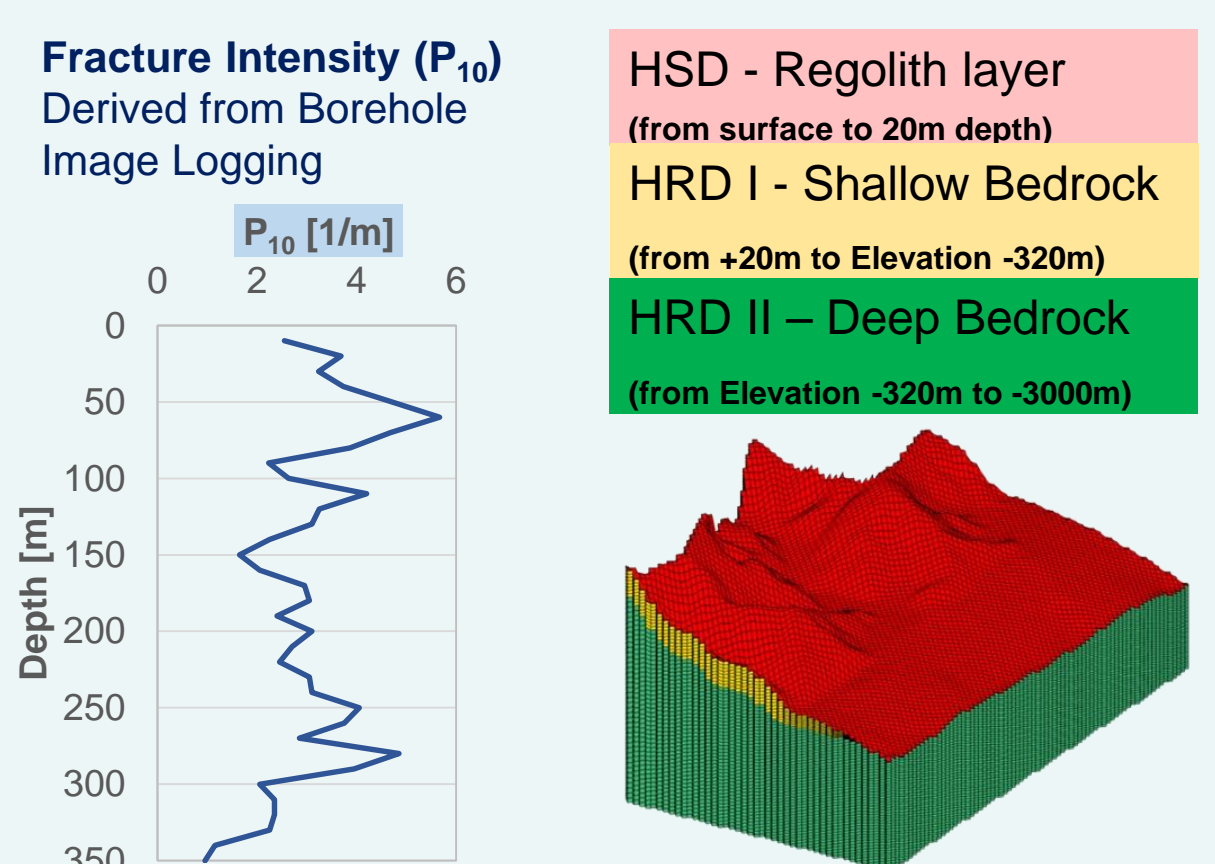 Fracture Intensity (P10)
Derived from Borehole
Image Logging
P10 [1/m]
0 2 4 6
0
50
100
150
200
250
300
350
Depth [m]
HSD - Regolith layer
(from surface to 20m depth)
HRD I - Shallow Bedrock
(from +20m to Elevation -320m)
HRD II – Deep Bedrock
(from Elevation -320m to -3000m)